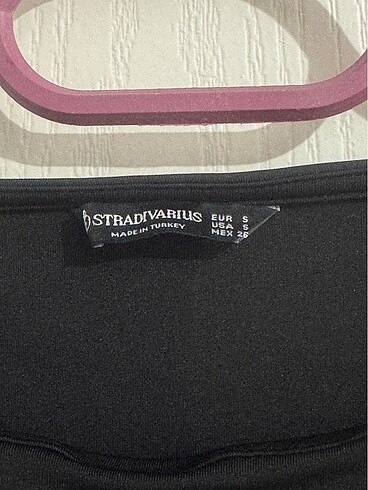 STRADIVARIUS
MADE IN TURKEY
EUR S
USA S
MEX 26